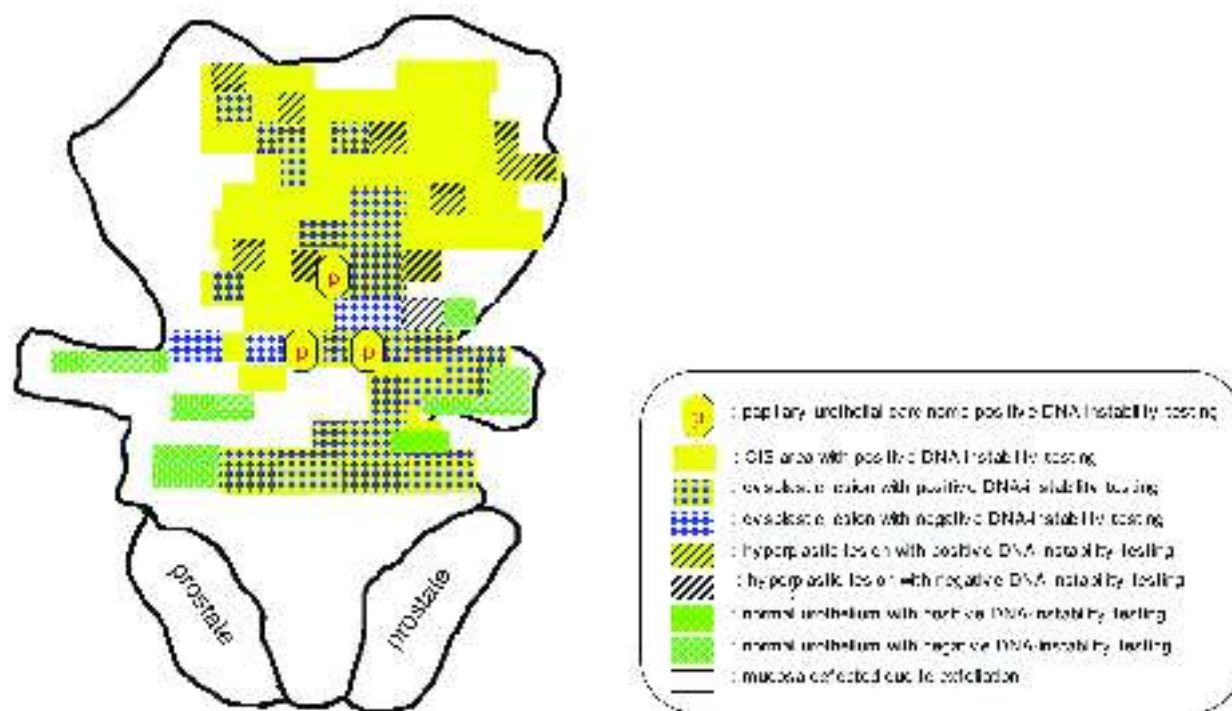 p
p
p
prostate
prostate
p
: papillary urothelial carcinoma positive DNA instability testing
: CIS area with positive DNA instability testing
: dysplastic lesion with positive DNA-instability testing
: dysplastic lesion with negative DNA-instability testing
: hyperplastic lesion with positive DNA-instability testing
: hyperplastic lesion with negative DNA-instability testing
: normal urothelium with positive DNA-instability testing
: normal urothelium with negative DNA-instability testing
: mucosa defected due to exfoliation